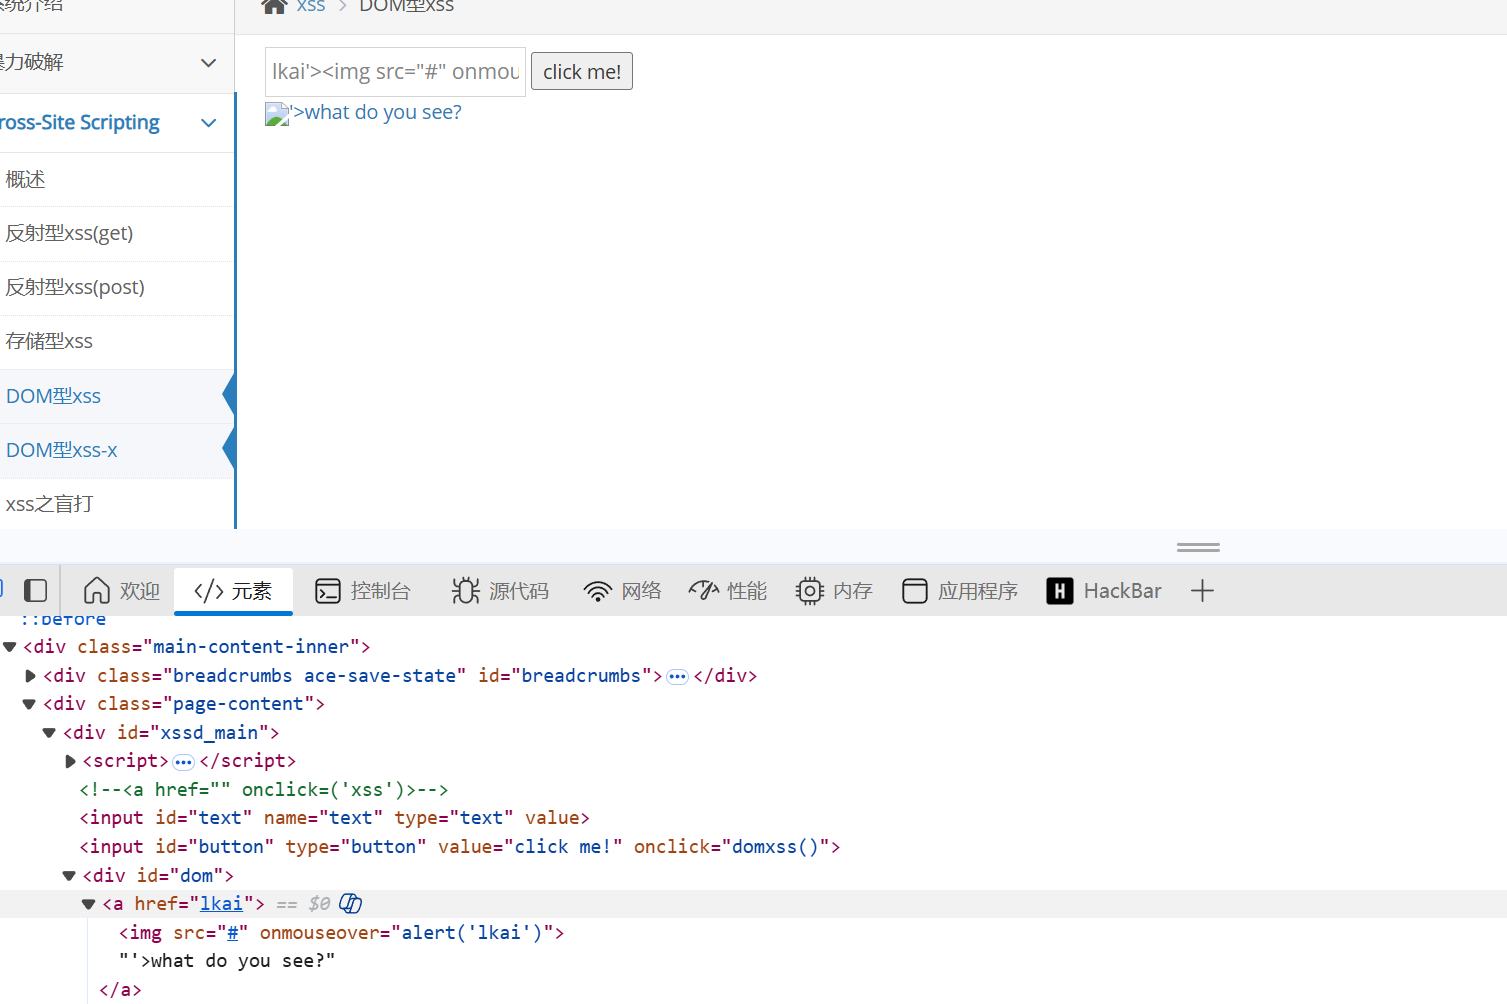 xss > DOM型xss
力破解
ross-Site Scripting
概述
反射型xss(get)
反射型xss(post)
存储型xss
DOM型xss
DOM型xss-x
xss之盲打
lkai'><img src="#" onmou
click me!
'>what do you see?
欢迎 </> 元素 控制台 源代码 网络 性能 内存 应用程序 H HackBar
::before
<div class="main-content-inner">
<div class="breadcrumbs ace-save-state" id="breadcrumbs">•••</div>
<div class="page-content">
<div id="xssd_main">
<script>•••</script>
<!--<a href="" onclick=('xss')>-->
<input id="text" name="text" type="text" value>
<input id="button" type="button" value="click me!" onclick="domxss()">
<div id="dom">
<a href="lkai"> == $0
<img src="#" onmouseover="alert('lkai')">
"'>what do you see?"
</a>